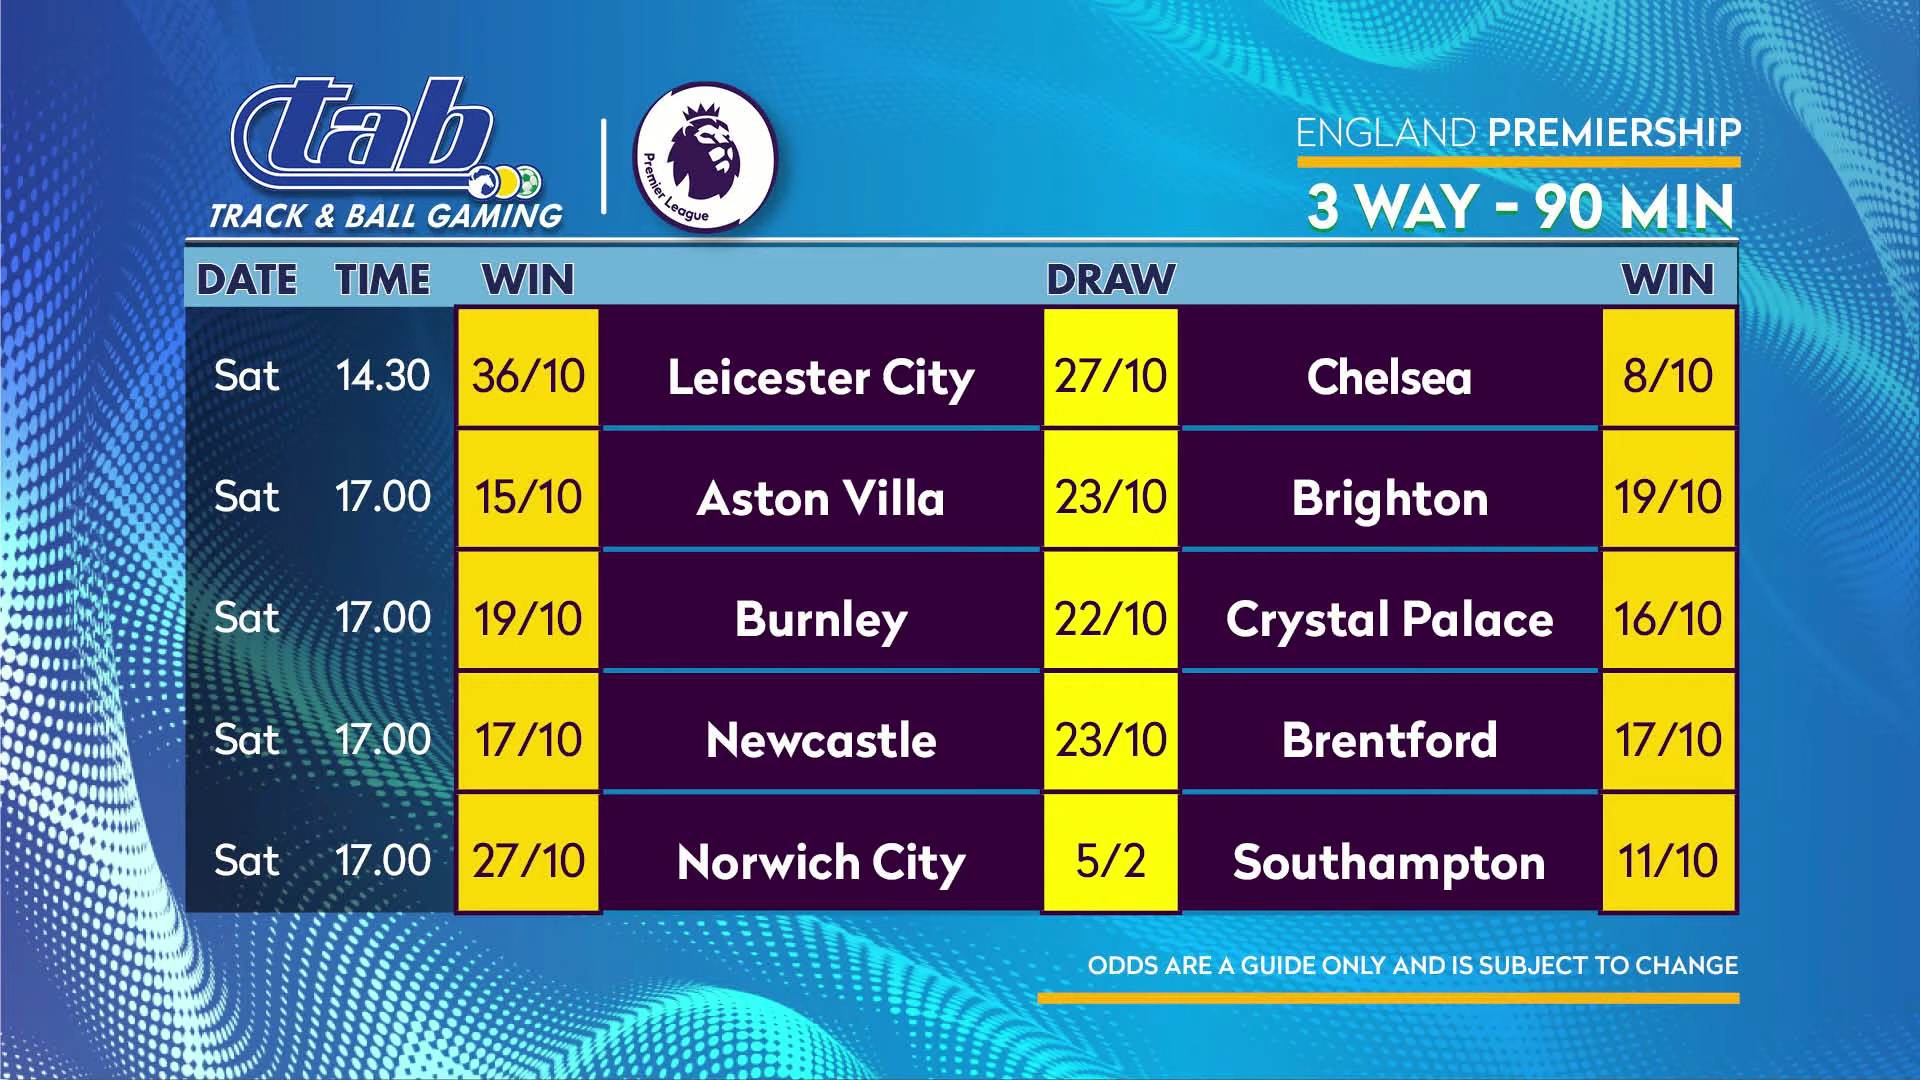 tab
TRACK & BALL GAMING
Premier League
ENGLAND PREMIERSHIP
3 WAY - 90 MIN
DATE TIME WIN DRAW WIN
Sat 14.30 36/10 Leicester City 27/10 Chelsea 8/10
Sat 17.00 15/10 Aston Villa 23/10 Brighton 19/10
Sat 17.00 19/10 Burnley 22/10 Crystal Palace 16/10
Sat 17.00 17/10 Newcastle 23/10 Brentford 17/10
Sat 17.00 27/10 Norwich City 5/2 Southampton 11/10
ODDS ARE A GUIDE ONLY AND IS SUBJECT TO CHANGE